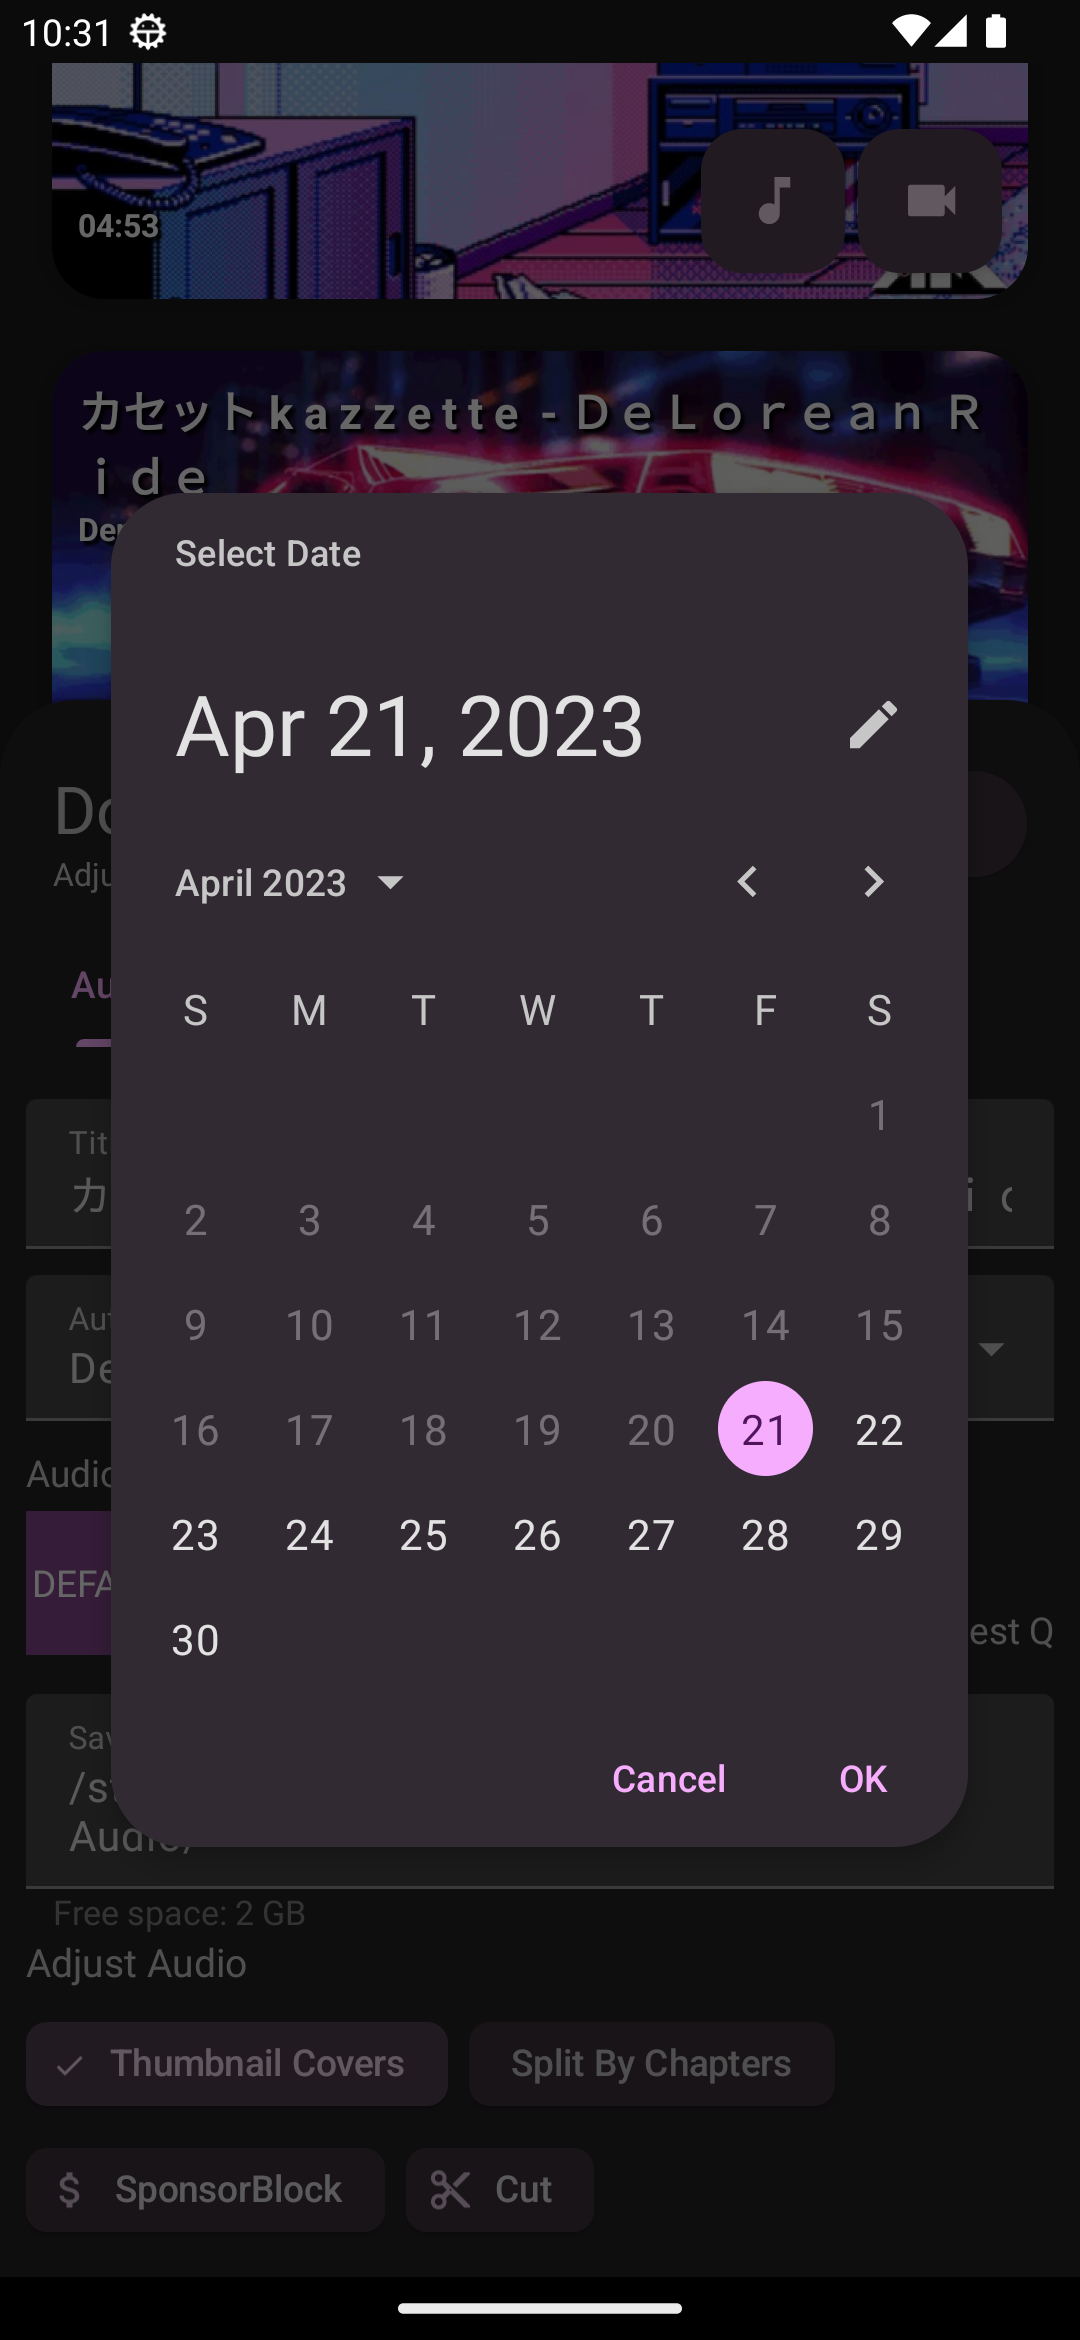 10:31
04:53
カセットkazzette - ＤｅＬｏｒｅａｎ Ｒ
ｉｄｅ
Select Date
Apr 21, 2023
April 2023
S M T W T F S
1
2 3 4 5 6 7 8
9 10 11 12 13 14 15
16 17 18 19 20 21 22
23 24 25 26 27 28 29
30
DEFA
est Q
Cancel OK
Free space: 2 GB
Adjust Audio
Thumbnail Covers
Split By Chapters
SponsorBlock
Cut